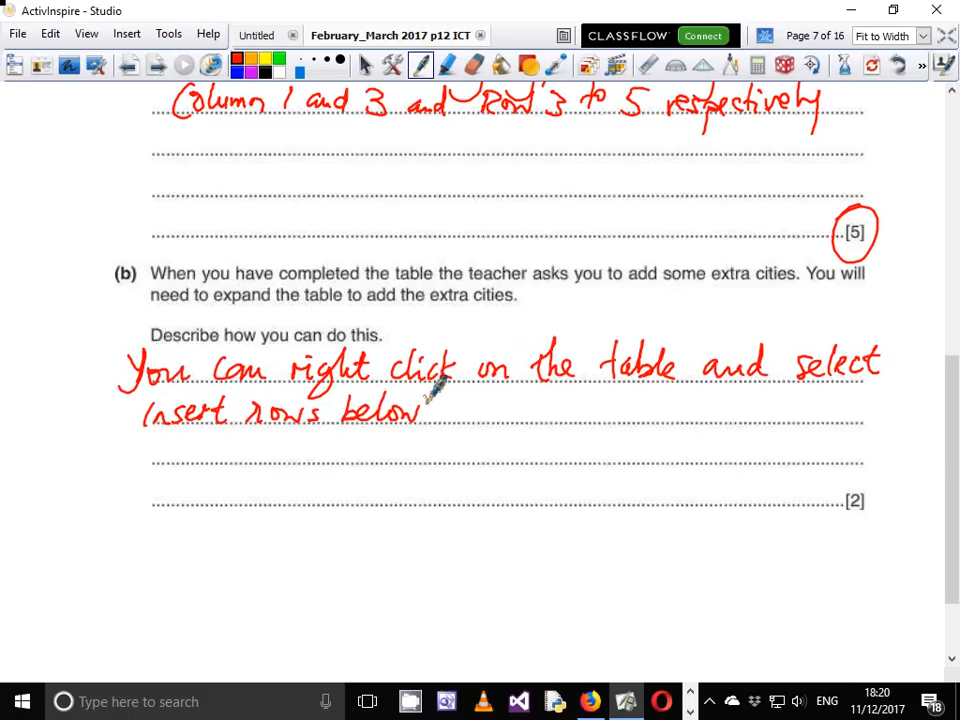 ActivInspire - Studio
File Edit View Insert Tools Help Untitled February_March 2017 p12 ICT CLASSFLOW Connect Page 7 of 16 Fit to Width
Column 1 and 3 and Row 3 to 5 respectively
[5]
(b) When you have completed the table the teacher asks you to add some extra cities. You will
need to expand the table to add the extra cities.
Describe how you can do this.
You can right click on the table and select
insert rows below
[2]
Type here to search ENG 18:20
11/12/2017 18